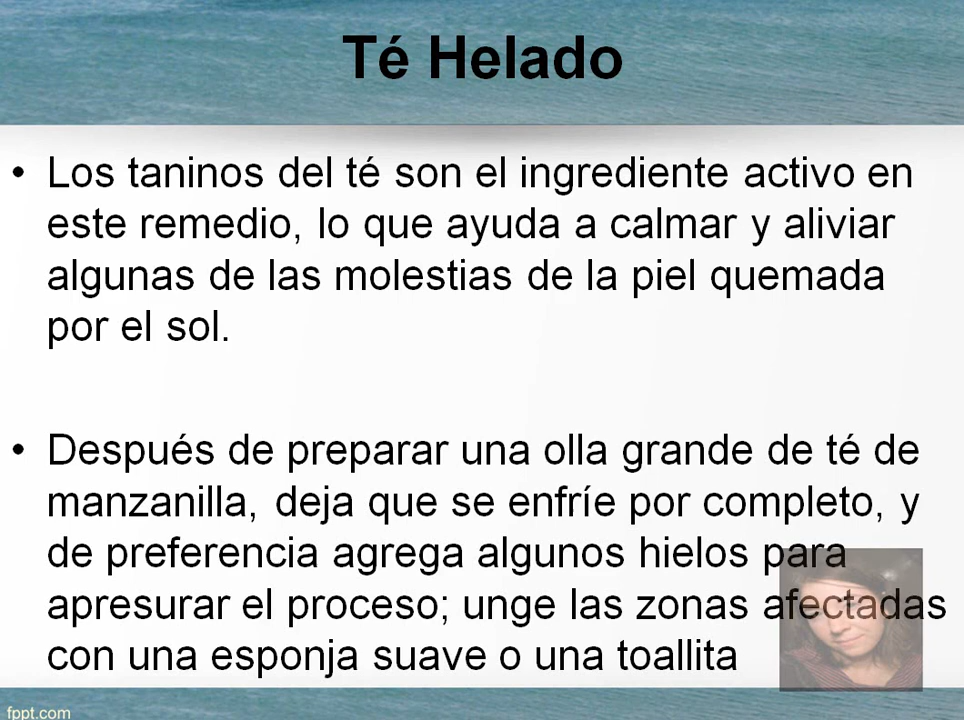 Té Helado
• Los taninos del té son el ingrediente activo en
este remedio, lo que ayuda a calmar y aliviar
algunas de las molestias de la piel quemada
por el sol.
• Después de preparar una olla grande de té de
manzanilla, deja que se enfríe por completo, y
de preferencia agrega algunos hielos para
apresurar el proceso; unge las zonas afectadas
con una esponja suave o una toallita
fppt.com